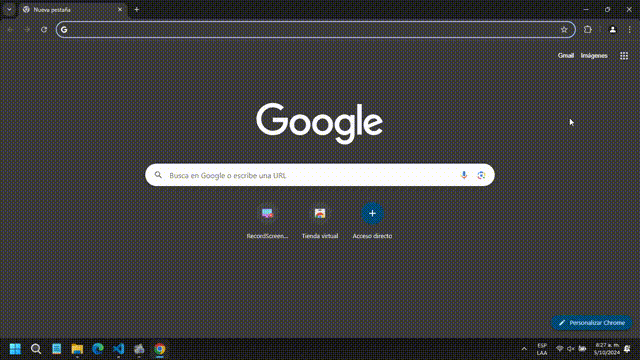 Nueva pestaña
Gmail Imágenes
Google
Busca en Google o escribe una URL
RecordScreen... Tienda virtual Acceso directo
Personalizar Chrome
ESP
LAA
8:27 a. m.
5/10/2024